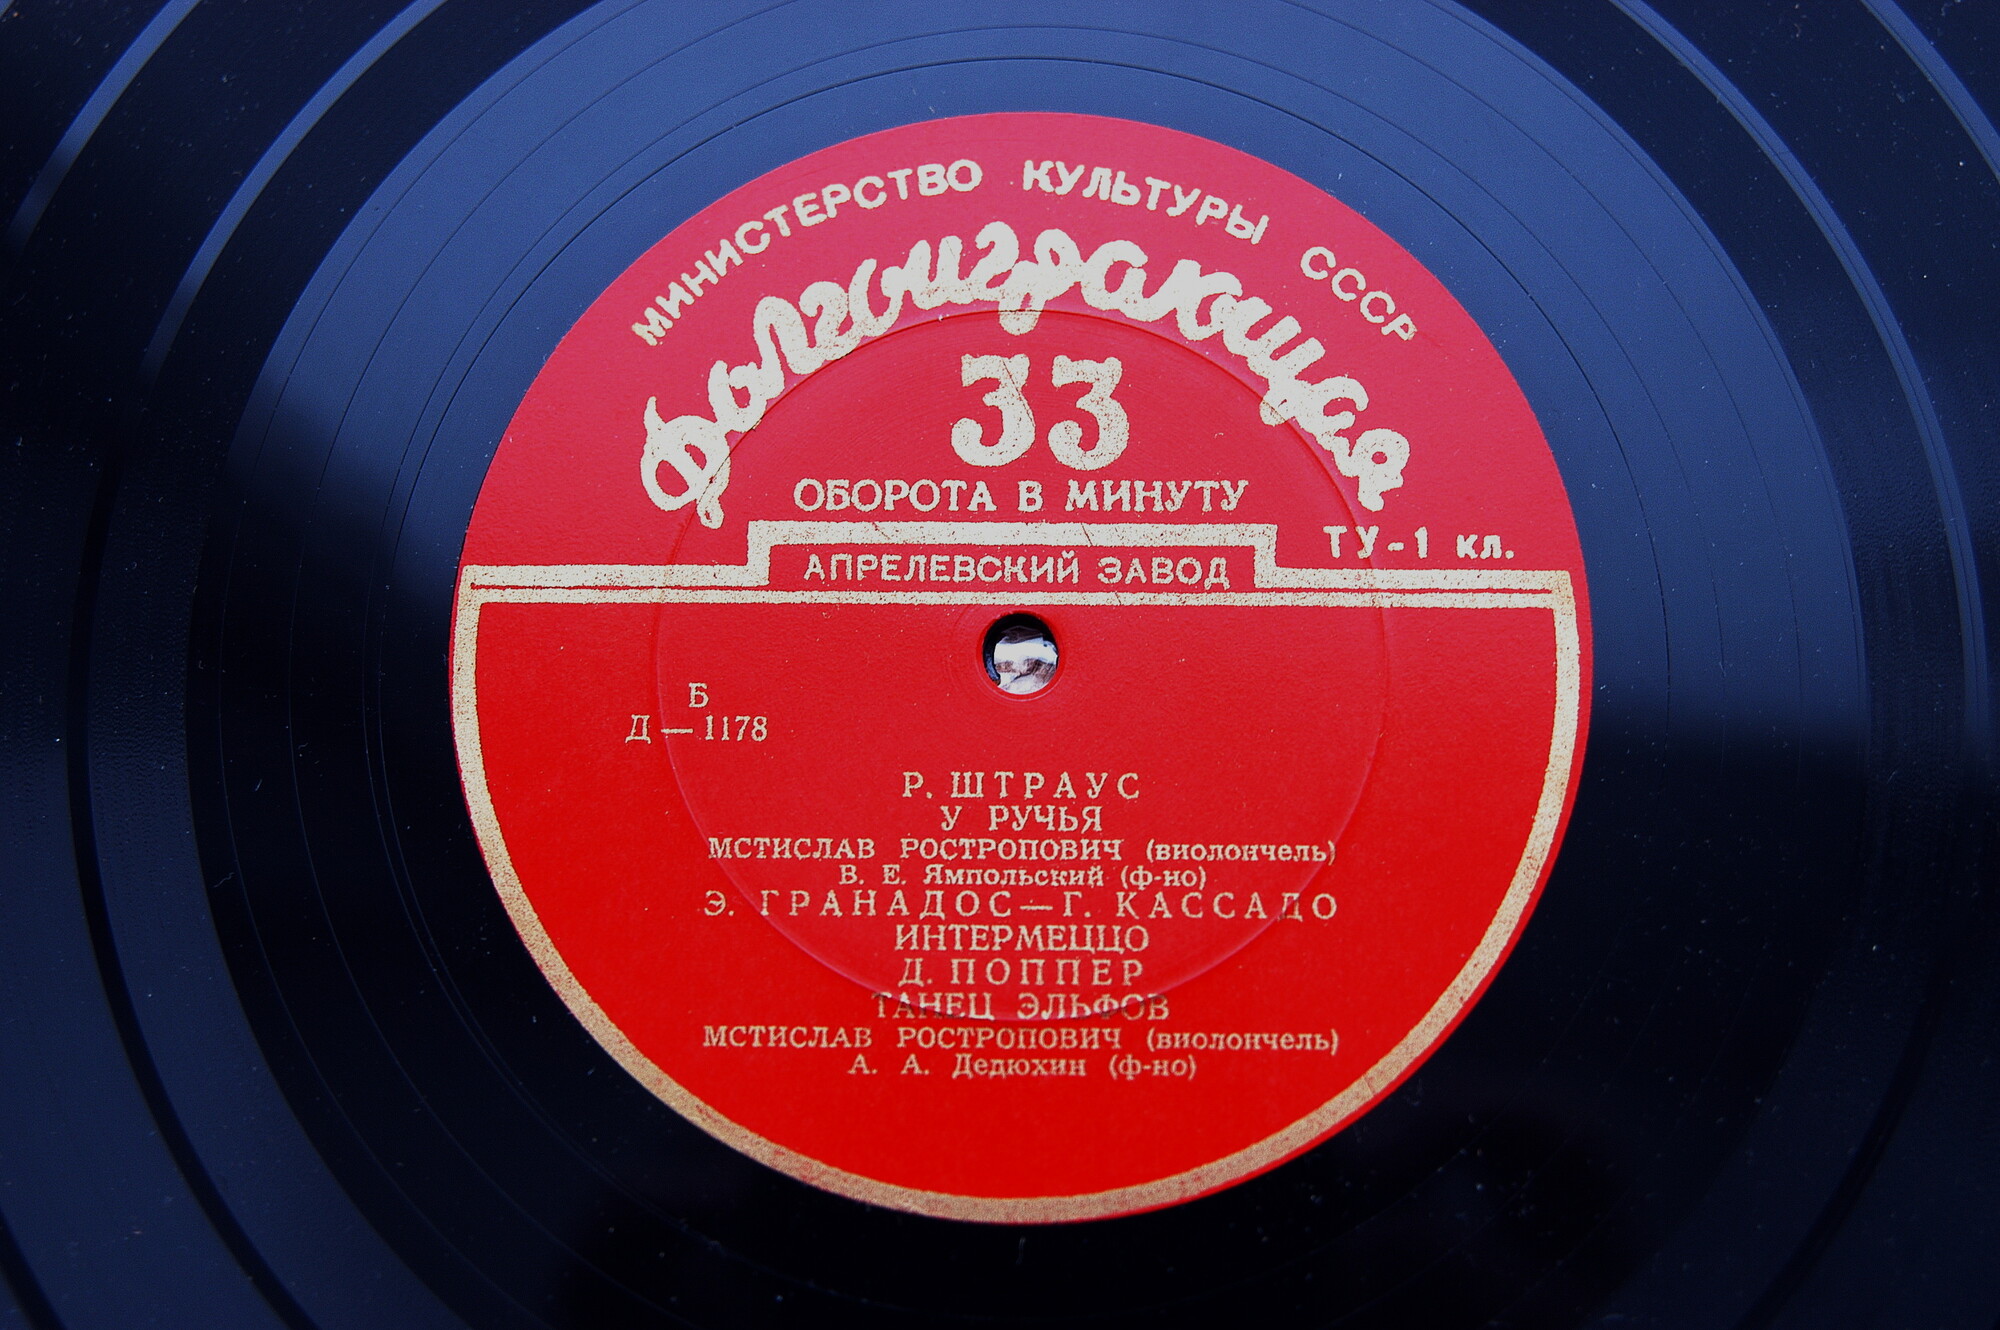 МИНИСТЕРСТВО КУЛЬТУРЫ СССР
Долгоиграющая
33
ОБОРОТА В МИНУТУ
ТУ-1 кл.
АПРЕЛЕВСКИЙ ЗАВОД
Б
Д — 1178
Р. ШТРАУС
У РУЧЬЯ
МСТИСЛАВ РОСТРОПОВИЧ (виолончель)
В. Е. Ямпольский (ф-но)
Э. ГРАНАДОС — Г. КАССАДО
ИНТЕРМЕЦЦО
Д. ПОППЕР
ТАНЕЦ ЭЛЬФОВ
МСТИСЛАВ РОСТРОПОВИЧ (виолончель)
А. А. Дедюхин (ф-но)